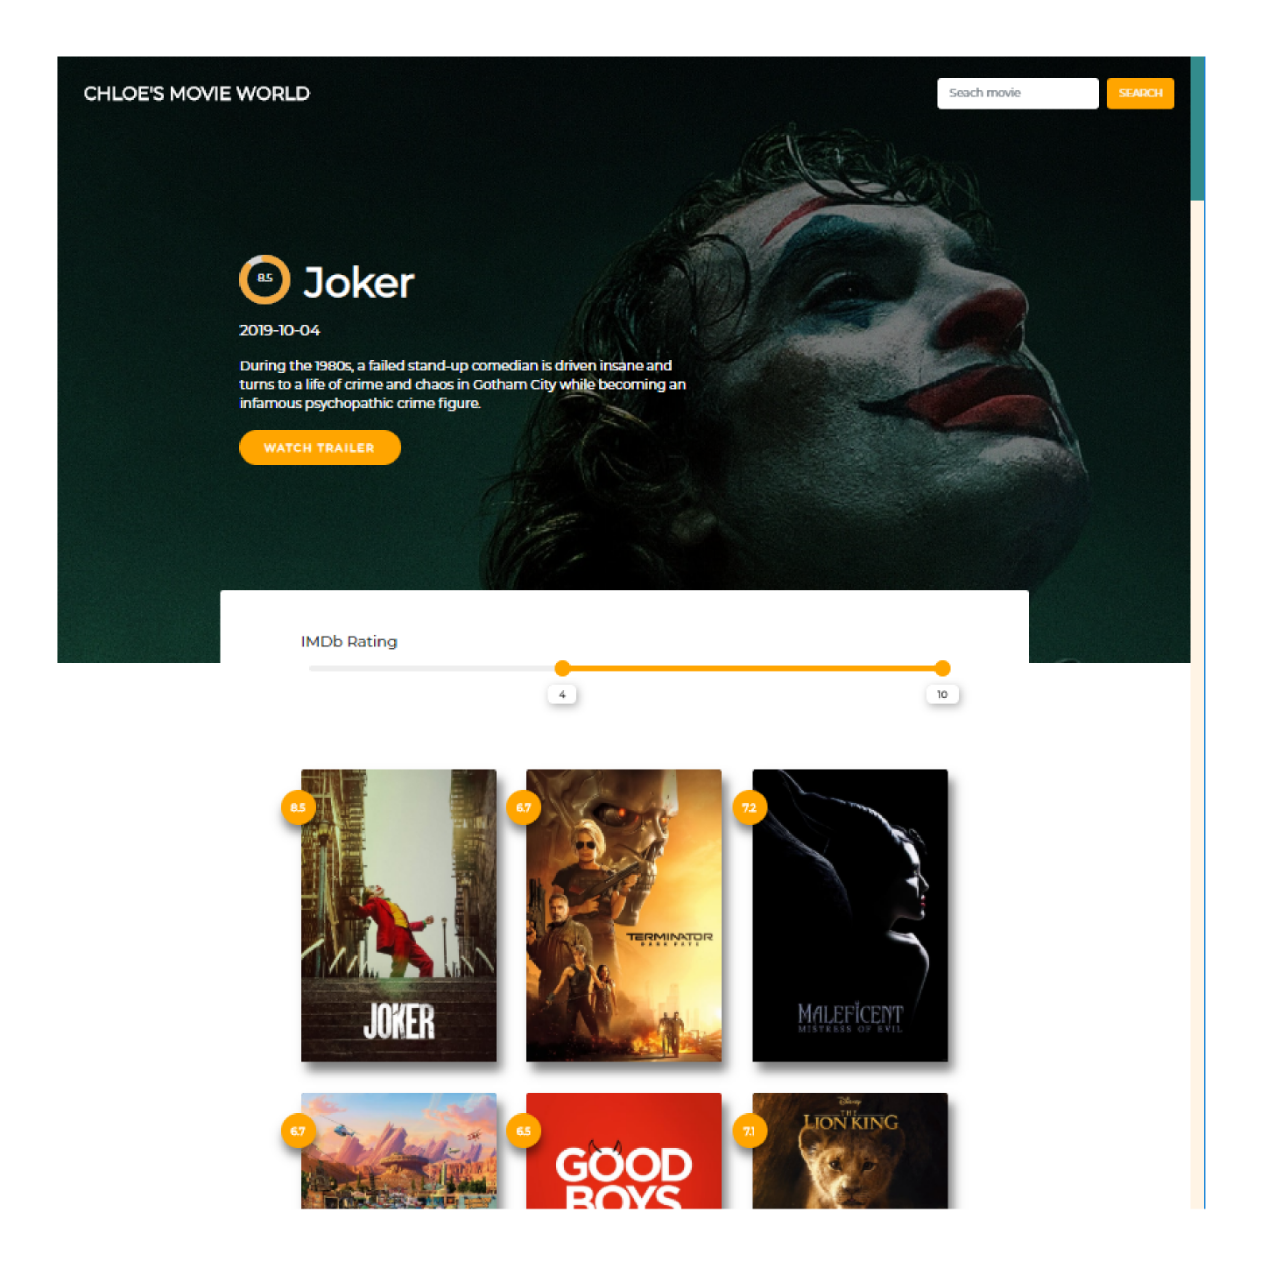 CHLOE'S MOVIE WORLD
Seach movie
SEARCH
8.5
Joker
2019-10-04
During the 1980s, a failed stand-up comedian is driven insane and
turns to a life of crime and chaos in Gotham City while becoming an
infamous psychopathic crime figure.
WATCH TRAILER
IMDb Rating
4
10
8.5
6.7
7.2
JOKER
TERMINATOR
DARK FATE
MALEFICENT
MISTRESS OF EVIL
6.7
6.5
7.1
GOOD
BOYS
Disney
THE
LION KING